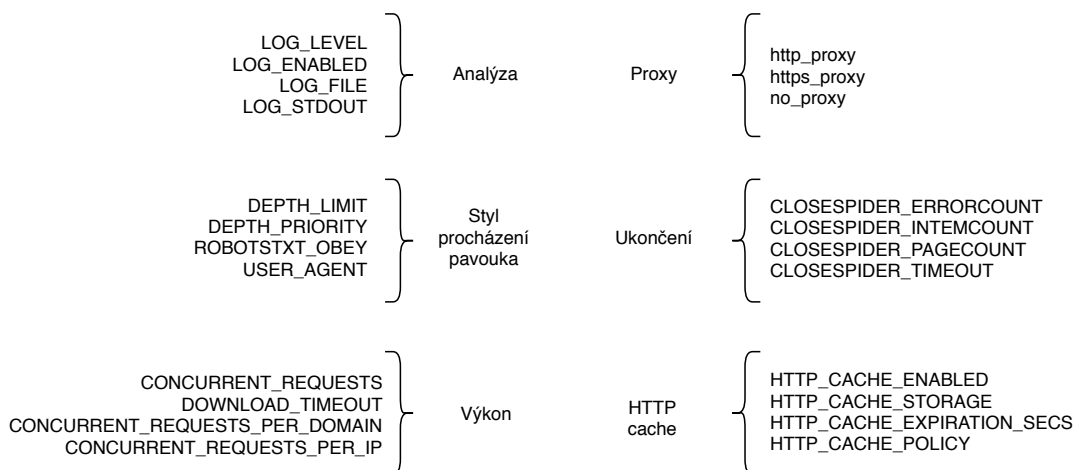 LOG_LEVEL
LOG_ENABLED
LOG_FILE
LOG_STDOUT
Analýza
Proxy
http_proxy
https_proxy
no_proxy
DEPTH_LIMIT
DEPTH_PRIORITY
ROBOTSTXT_OBEY
USER_AGENT
Styl
procházení
pavouka
Ukončení
CLOSESPIDER_ERRORCOUNT
CLOSESPIDER_INTEMCOUNT
CLOSESPIDER_PAGECOUNT
CLOSESPIDER_TIMEOUT
CONCURRENT_REQUESTS
DOWNLOAD_TIMEOUT
CONCURRENT_REQUESTS_PER_DOMAIN
CONCURRENT_REQUESTS_PER_IP
Výkon
HTTP
cache
HTTP_CACHE_ENABLED
HTTP_CACHE_STORAGE
HTTP_CACHE_EXPIRATION_SECS
HTTP_CACHE_POLICY